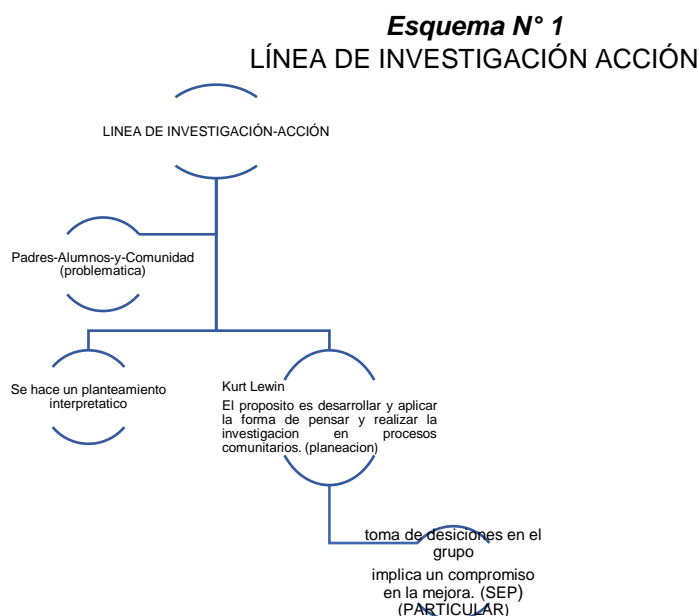 Esquema N° 1
LÍNEA DE INVESTIGACIÓN ACCIÓN
LINEA DE INVESTIGACIÓN-ACCIÓN
Padres-Alumnos-y-Comunidad
(problematica)
Se hace un planteamiento
interpretatico
Kurt Lewin
El proposito es desarrollar y aplicar
la forma de pensar y realizar la
investigacion en procesos
comunitarios. (planeacion)
toma de desiciones en el
grupo
implica un compromiso
en la mejora. (SEP)
(PARTICULAR)